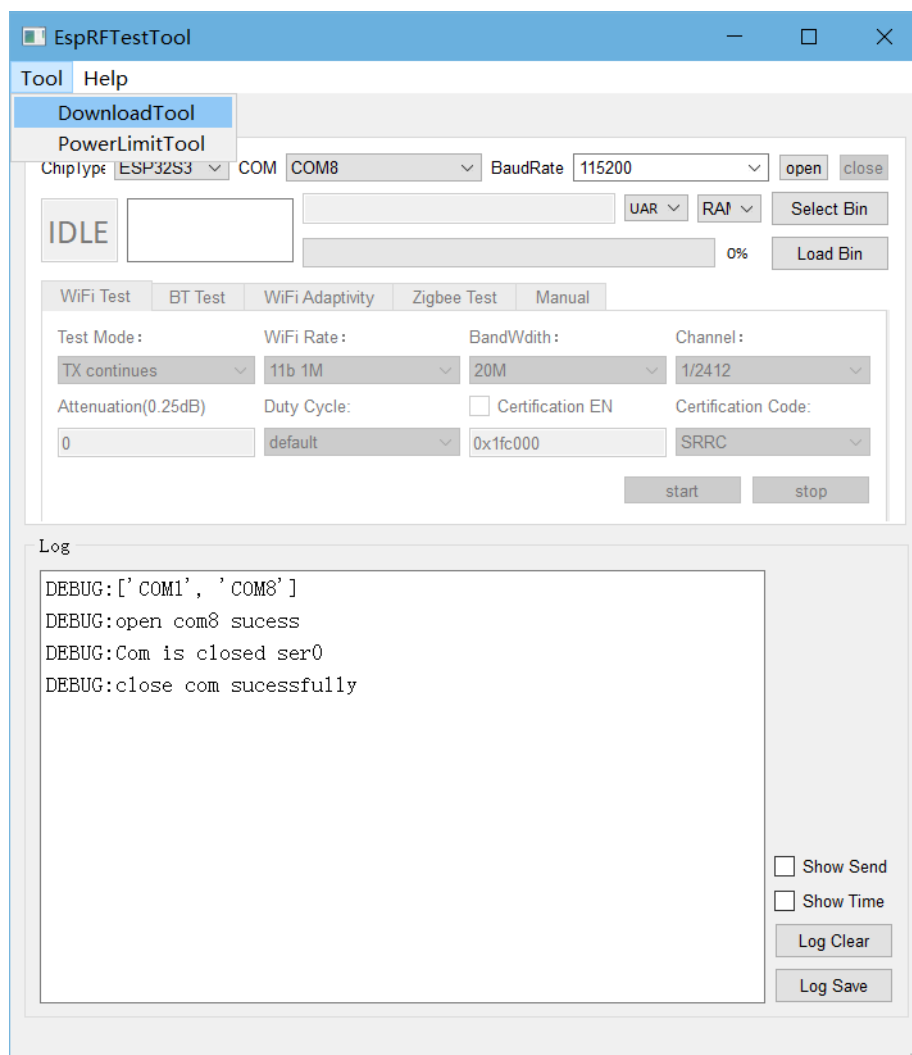 EspRFTestTool
Tool Help
DownloadTool
PowerLimitTool
ChipType ESP32S3 COM COM8 BaudRate 115200 open close
IDLE UAR RAM Select Bin
0% Load Bin
WiFi Test BT Test WiFi Adaptivity Zigbee Test Manual
Test Mode: WiFi Rate: BandWdith: Channel:
TX continues 11b 1M 20M 1/2412
Attenuation(0.25dB) Duty Cycle: Certification EN Certification Code:
0 default 0x1fc000 SRRC
start stop
Log
DEBUG:['COM1', 'COM8']
DEBUG:open com8 sucess
DEBUG:Com is closed ser0
DEBUG:close com sucessfully
Show Send
Show Time
Log Clear
Log Save